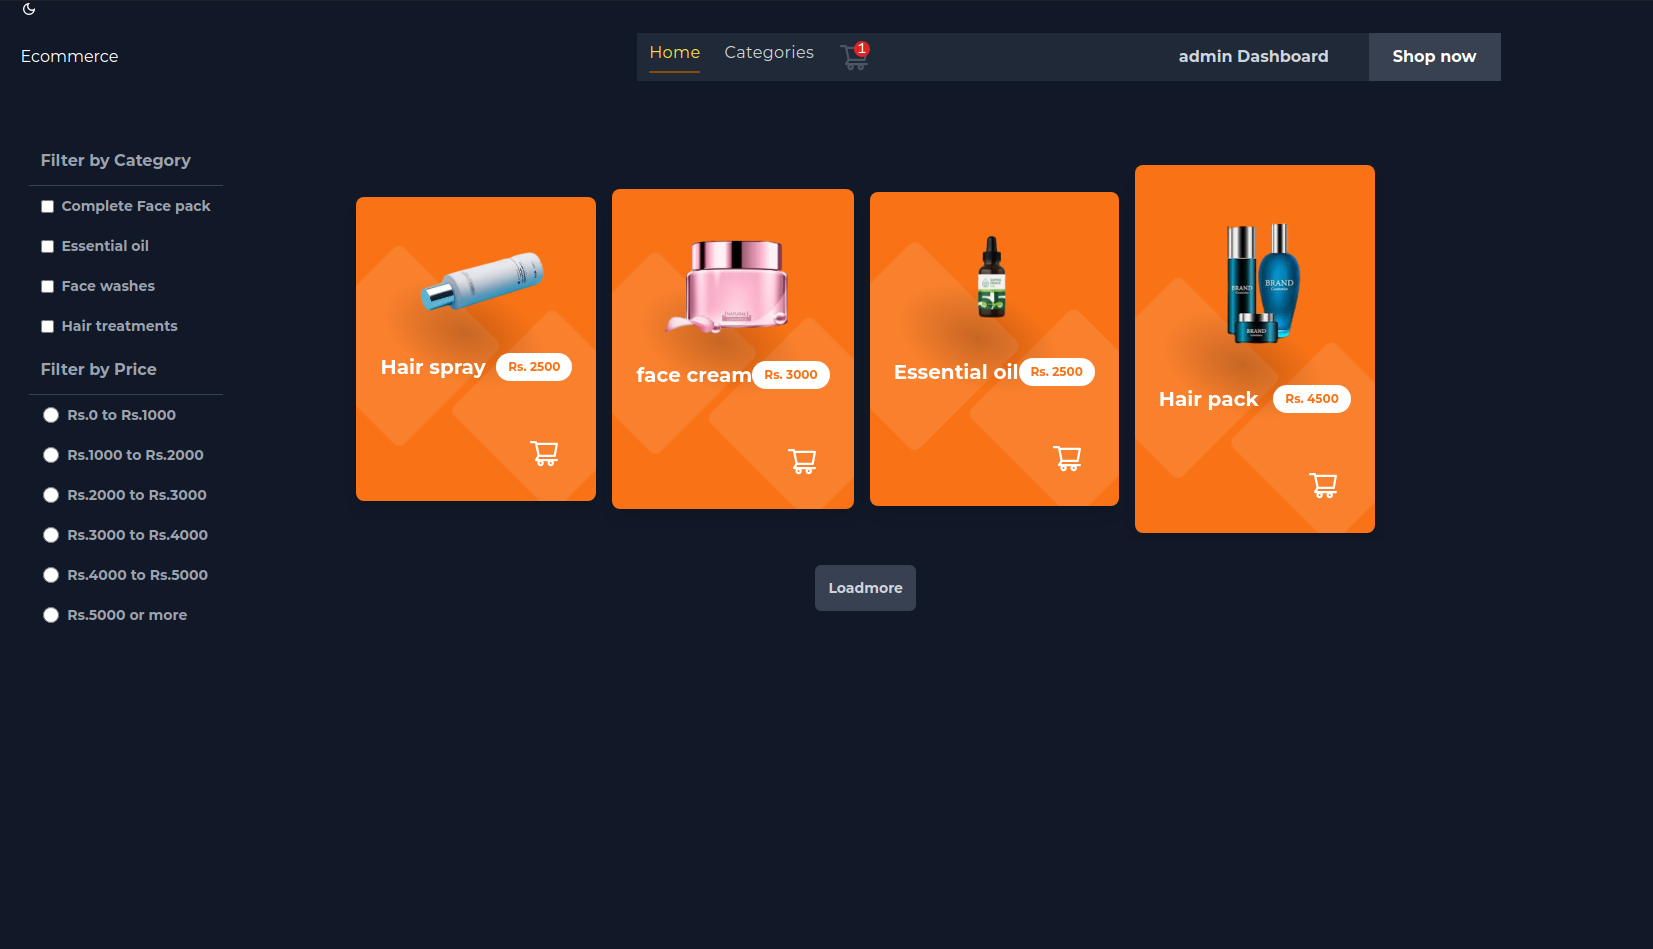 Ecommerce
Home
Categories
1
admin Dashboard
Shop now
Filter by Category
Complete Face pack
Essential oil
Face washes
Hair treatments
Filter by Price
Rs.0 to Rs.1000
Rs.1000 to Rs.2000
Rs.2000 to Rs.3000
Rs.3000 to Rs.4000
Rs.4000 to Rs.5000
Rs.5000 or more
Hair spray Rs. 2500
face cream Rs. 3000
Essential oil Rs. 2500
BRAND
BRAND
BRAND
Hair pack Rs. 4500
Loadmore